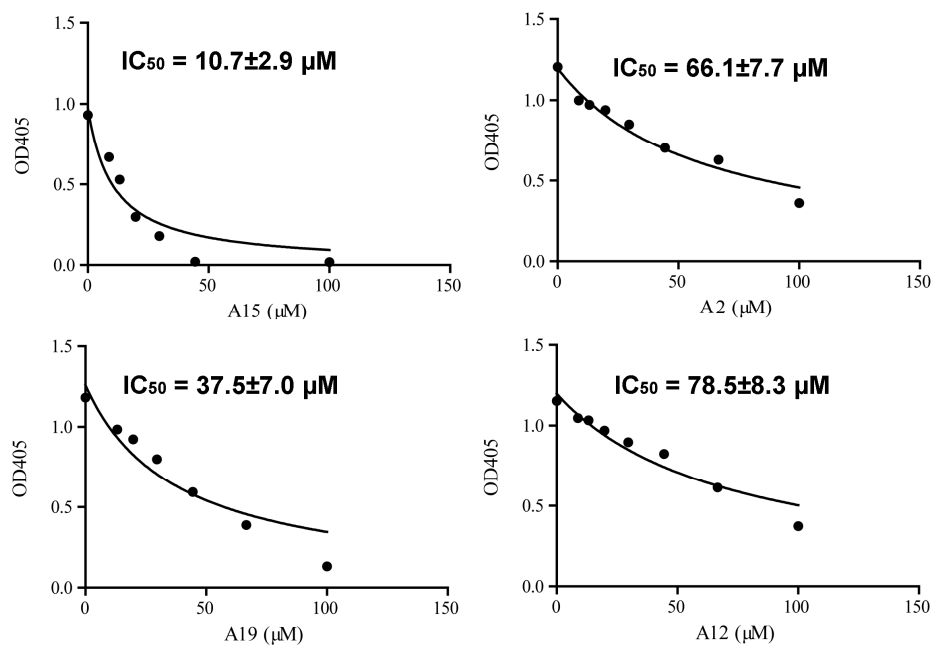 1.5
IC50 = 10.7±2.9 µM
1.0
OD405
0.5
0.0
0 50 100 150
A15 (µM)
1.5
IC50 = 66.1±7.7 µM
1.0
OD405
0.5
0.0
0 50 100 150
A2 (µM)
1.5
IC50 = 37.5±7.0 µM
1.0
OD405
0.5
0.0
0 50 100 150
A19 (µM)
1.5
IC50 = 78.5±8.3 µM
1.0
OD405
0.5
0.0
0 50 100 150
A12 (µM)